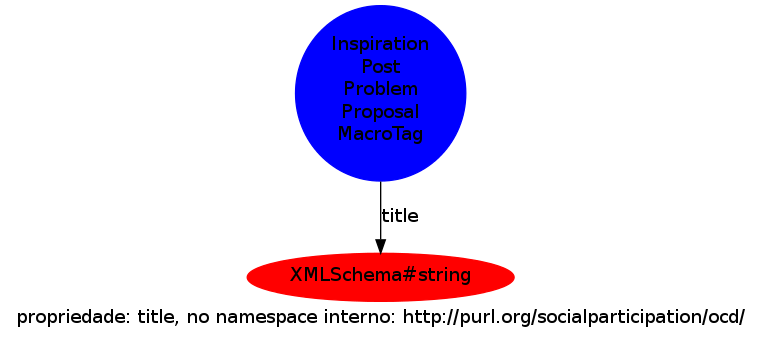 Inspiration
Post
Problem
Proposal
MacroTag
title
XMLSchema#string
propriedade: title, no namespace interno: http://purl.org/socialparticipation/ocd/